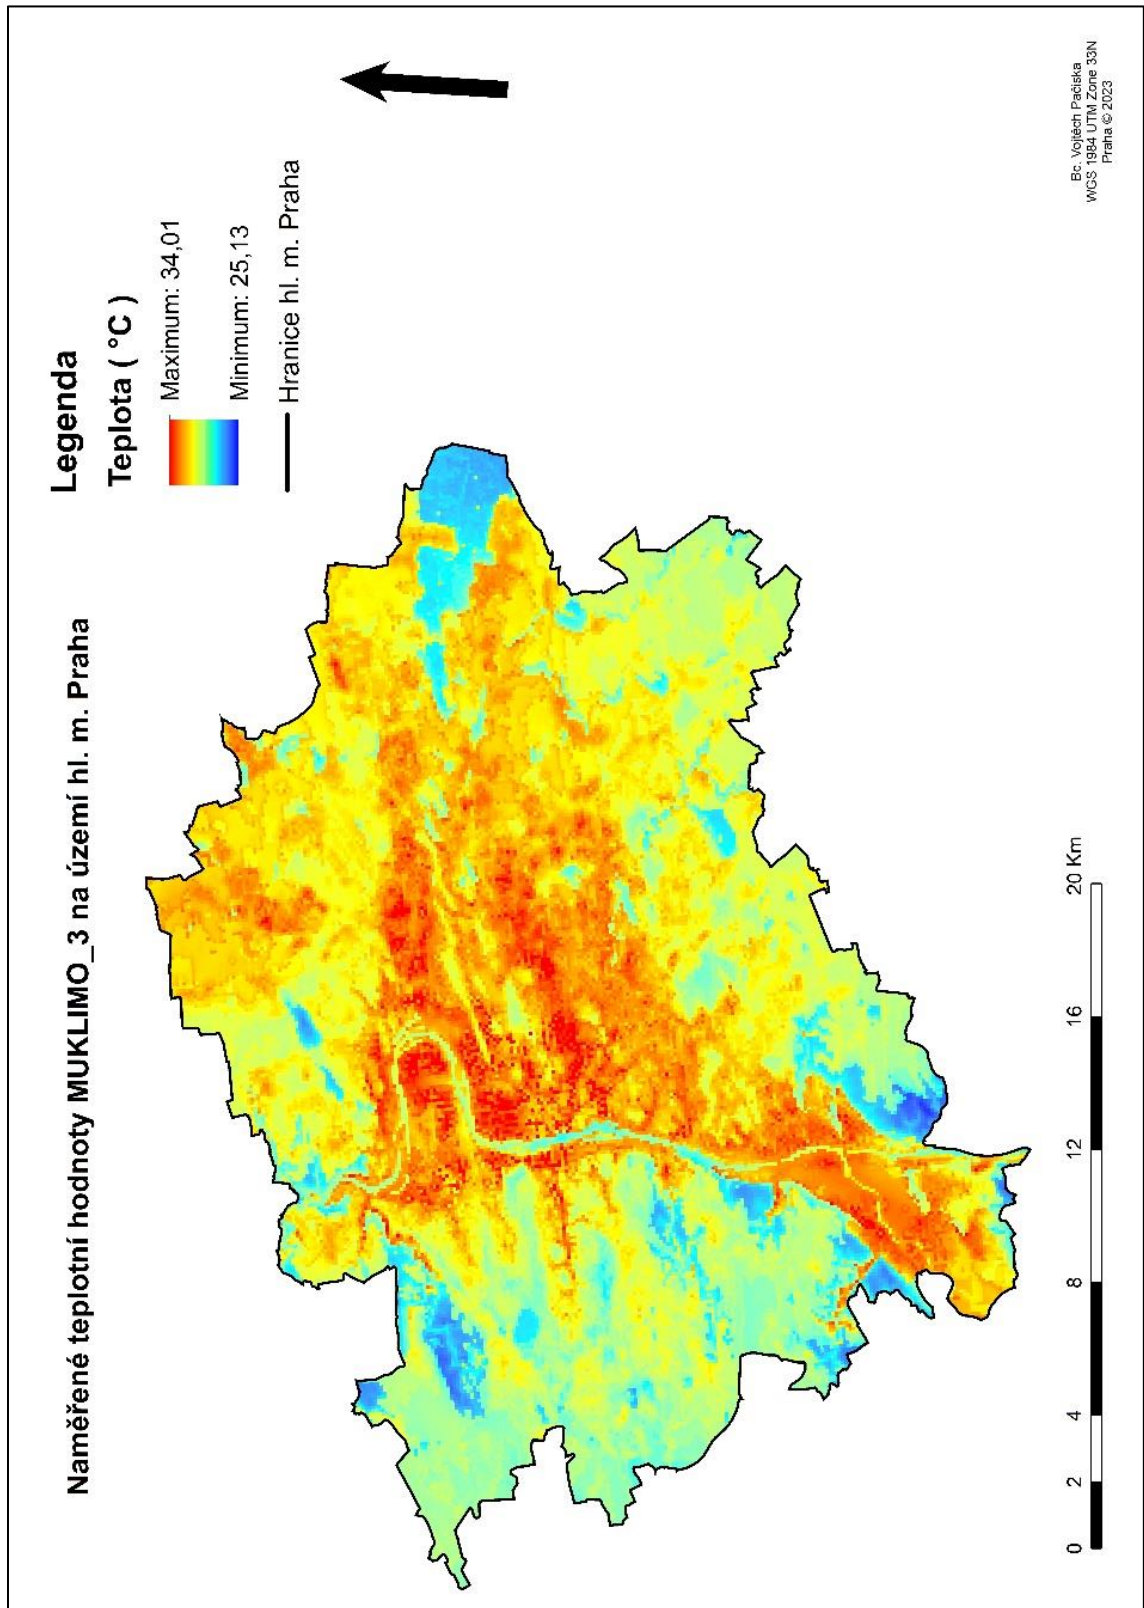 Naměřené teplotní hodnoty MUKLIMO_3 na území hl. m. Praha
Legenda
Teplota ( °C )
Maximum: 34,01
Minimum: 25,13
Hranice hl. m. Praha
0 2 4 8 12 16 20 Km
Bc. Vojtěch Pačiska
WGS 1984 UTM Zone 33N
Praha © 2023